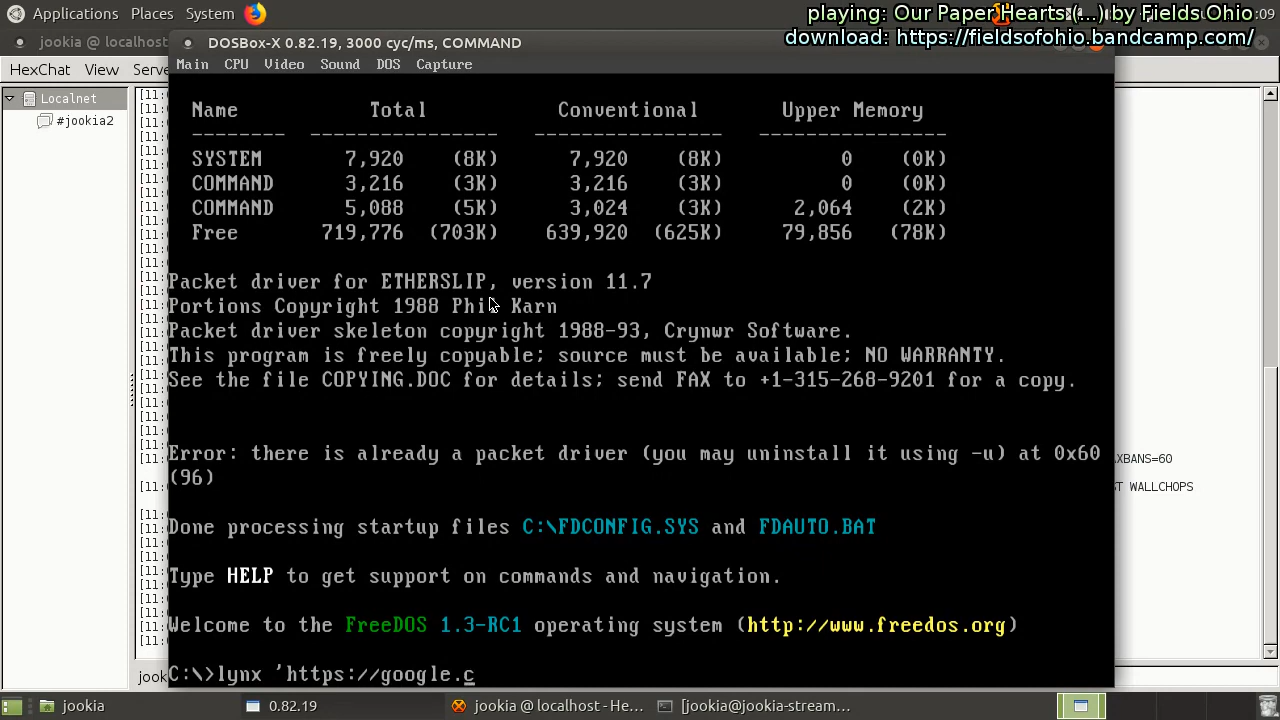 Applications Places System
:09
playing: Our Paper Hearts (...) by Fields Ohio
download: https://fieldsofohio.bandcamp.com/
jookia @ localhost
DOSBox-X 0.82.19, 3000 cyc/ms, COMMAND
HexChat View Serve
Main CPU Video Sound DOS Capture
Localnet
#jookia2
Name Total Conventional Upper Memory
-------- ---------------- ---------------- ----------------
SYSTEM 7,920 (8K) 7,920 (8K) 0 (0K)
COMMAND 3,216 (3K) 3,216 (3K) 0 (0K)
COMMAND 5,088 (5K) 3,024 (3K) 2,064 (2K)
Free 719,776 (703K) 639,920 (625K) 79,856 (78K)
Packet driver for ETHERSLIP, version 11.7
Portions Copyright 1988 Phil Karn
Packet driver skeleton copyright 1988-93, Crynwr Software.
This program is freely copyable; source must be available; NO WARRANTY.
See the file COPYING.DOC for details; send FAX to +1-315-268-9201 for a copy.
Error: there is already a packet driver (you may uninstall it using -u) at 0x60
(96)
XBANS=60
ST WALLCHOPS
Done processing startup files C:\FDCONFIG.SYS and FDAUTO.BAT
Type HELP to get support on commands and navigation.
Welcome to the FreeDOS 1.3-RC1 operating system (http://www.freedos.org)
C:\>lynx 'https://google.c_
jook
jookia 0.82.19 jookia @ localhost - He... [jookia@jookia-stream...